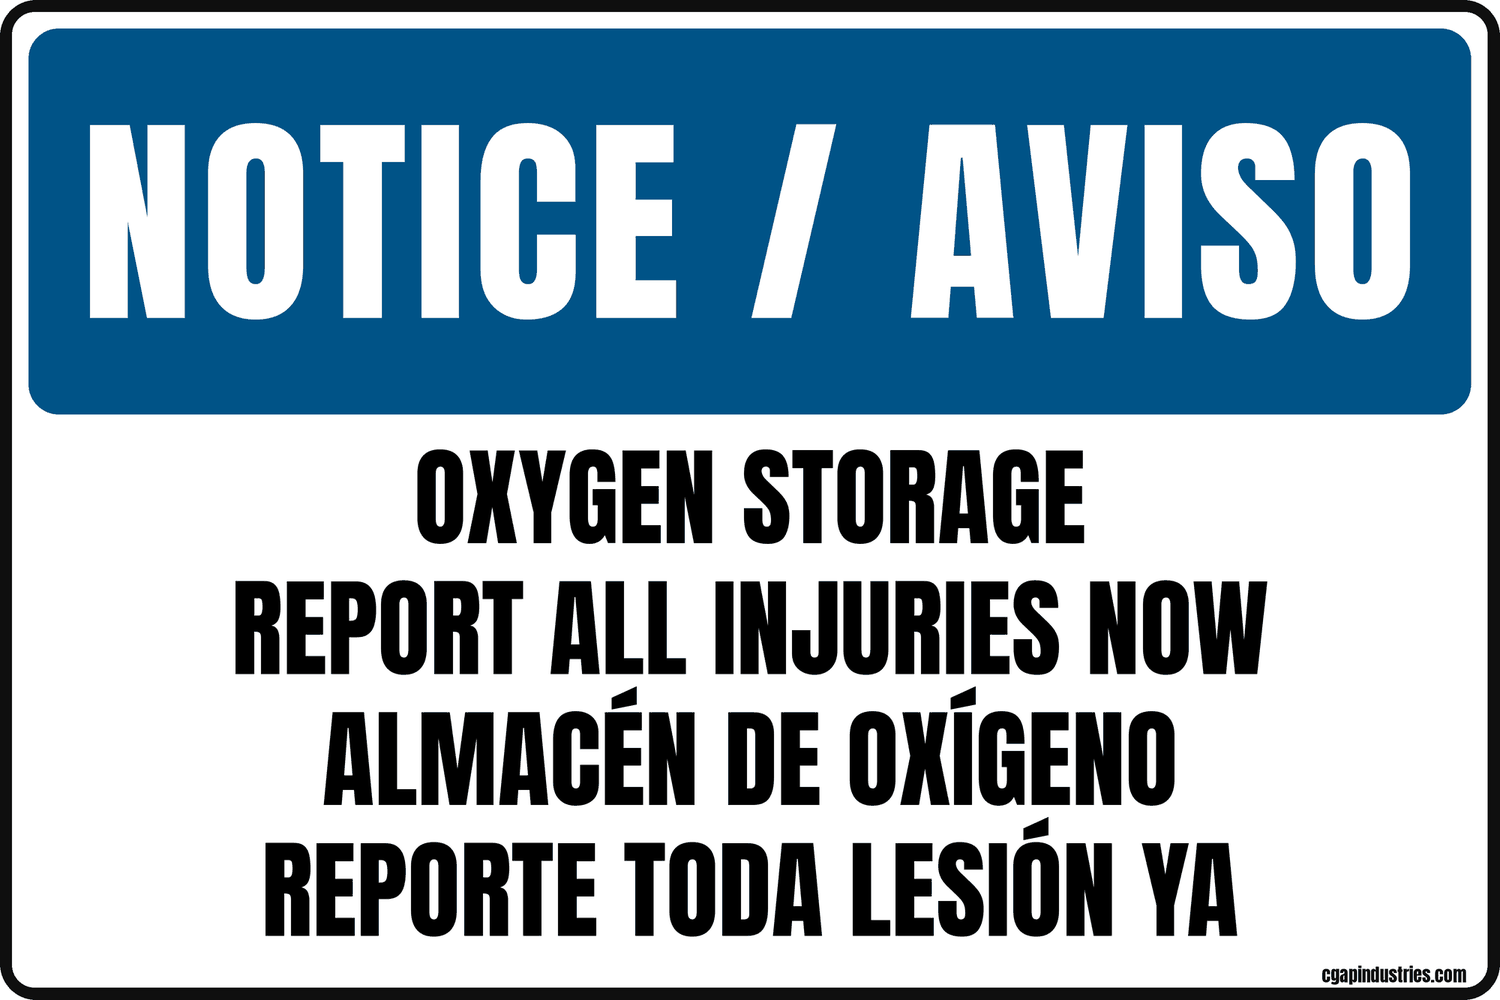 NOTICE / AVISO
OXYGEN STORAGE
REPORT ALL INJURIES NOW
ALMACÉN DE OXÍGENO
REPORTE TODA LESIÓN YA
cgapindustries.com